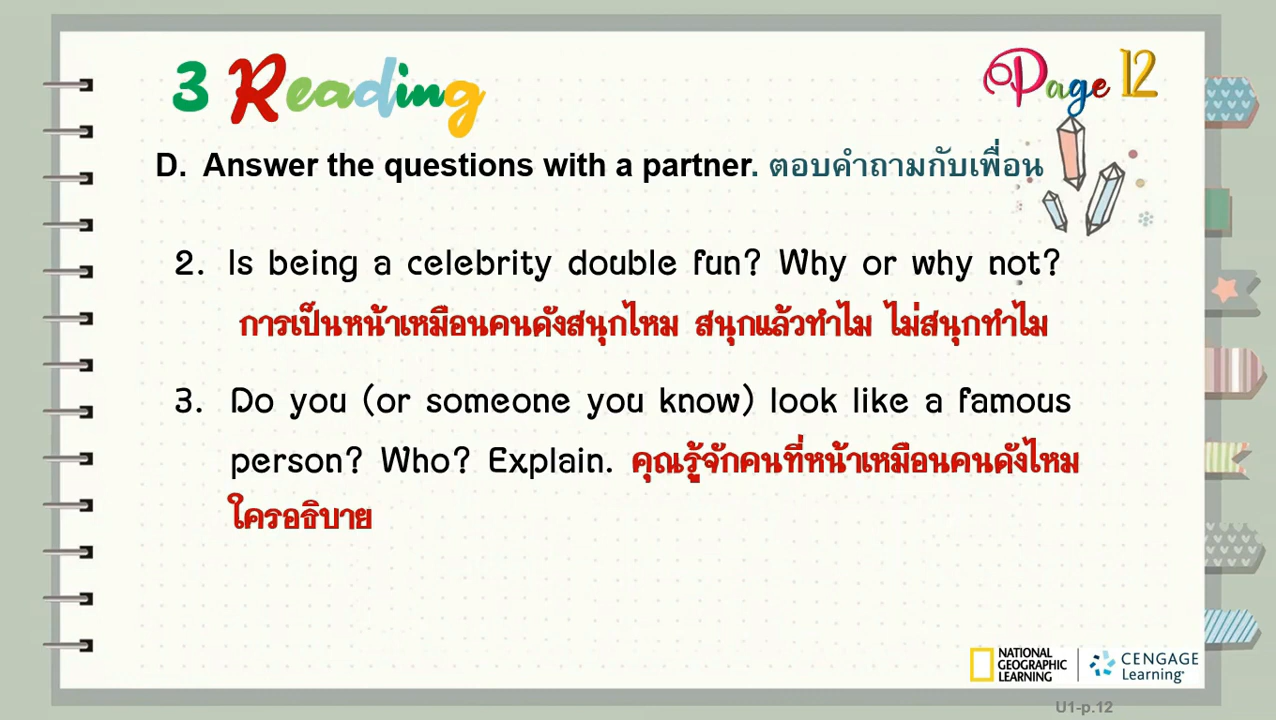 3 Reading
Page 12
D. Answer the questions with a partner. ตอบคำถามกับเพื่อน
2. Is being a celebrity double fun? Why or why not?
การเป็นหน้าเหมือนคนดังสนุกไหม สนุกแล้วทำไม ไม่สนุกทำไม
3. Do you (or someone you know) look like a famous
person? Who? Explain. คุณรู้จักคนที่หน้าเหมือนคนดังไหม
ใครอธิบาย
NATIONAL
GEOGRAPHIC
LEARNING
CENGAGE
Learning
U1-p.12